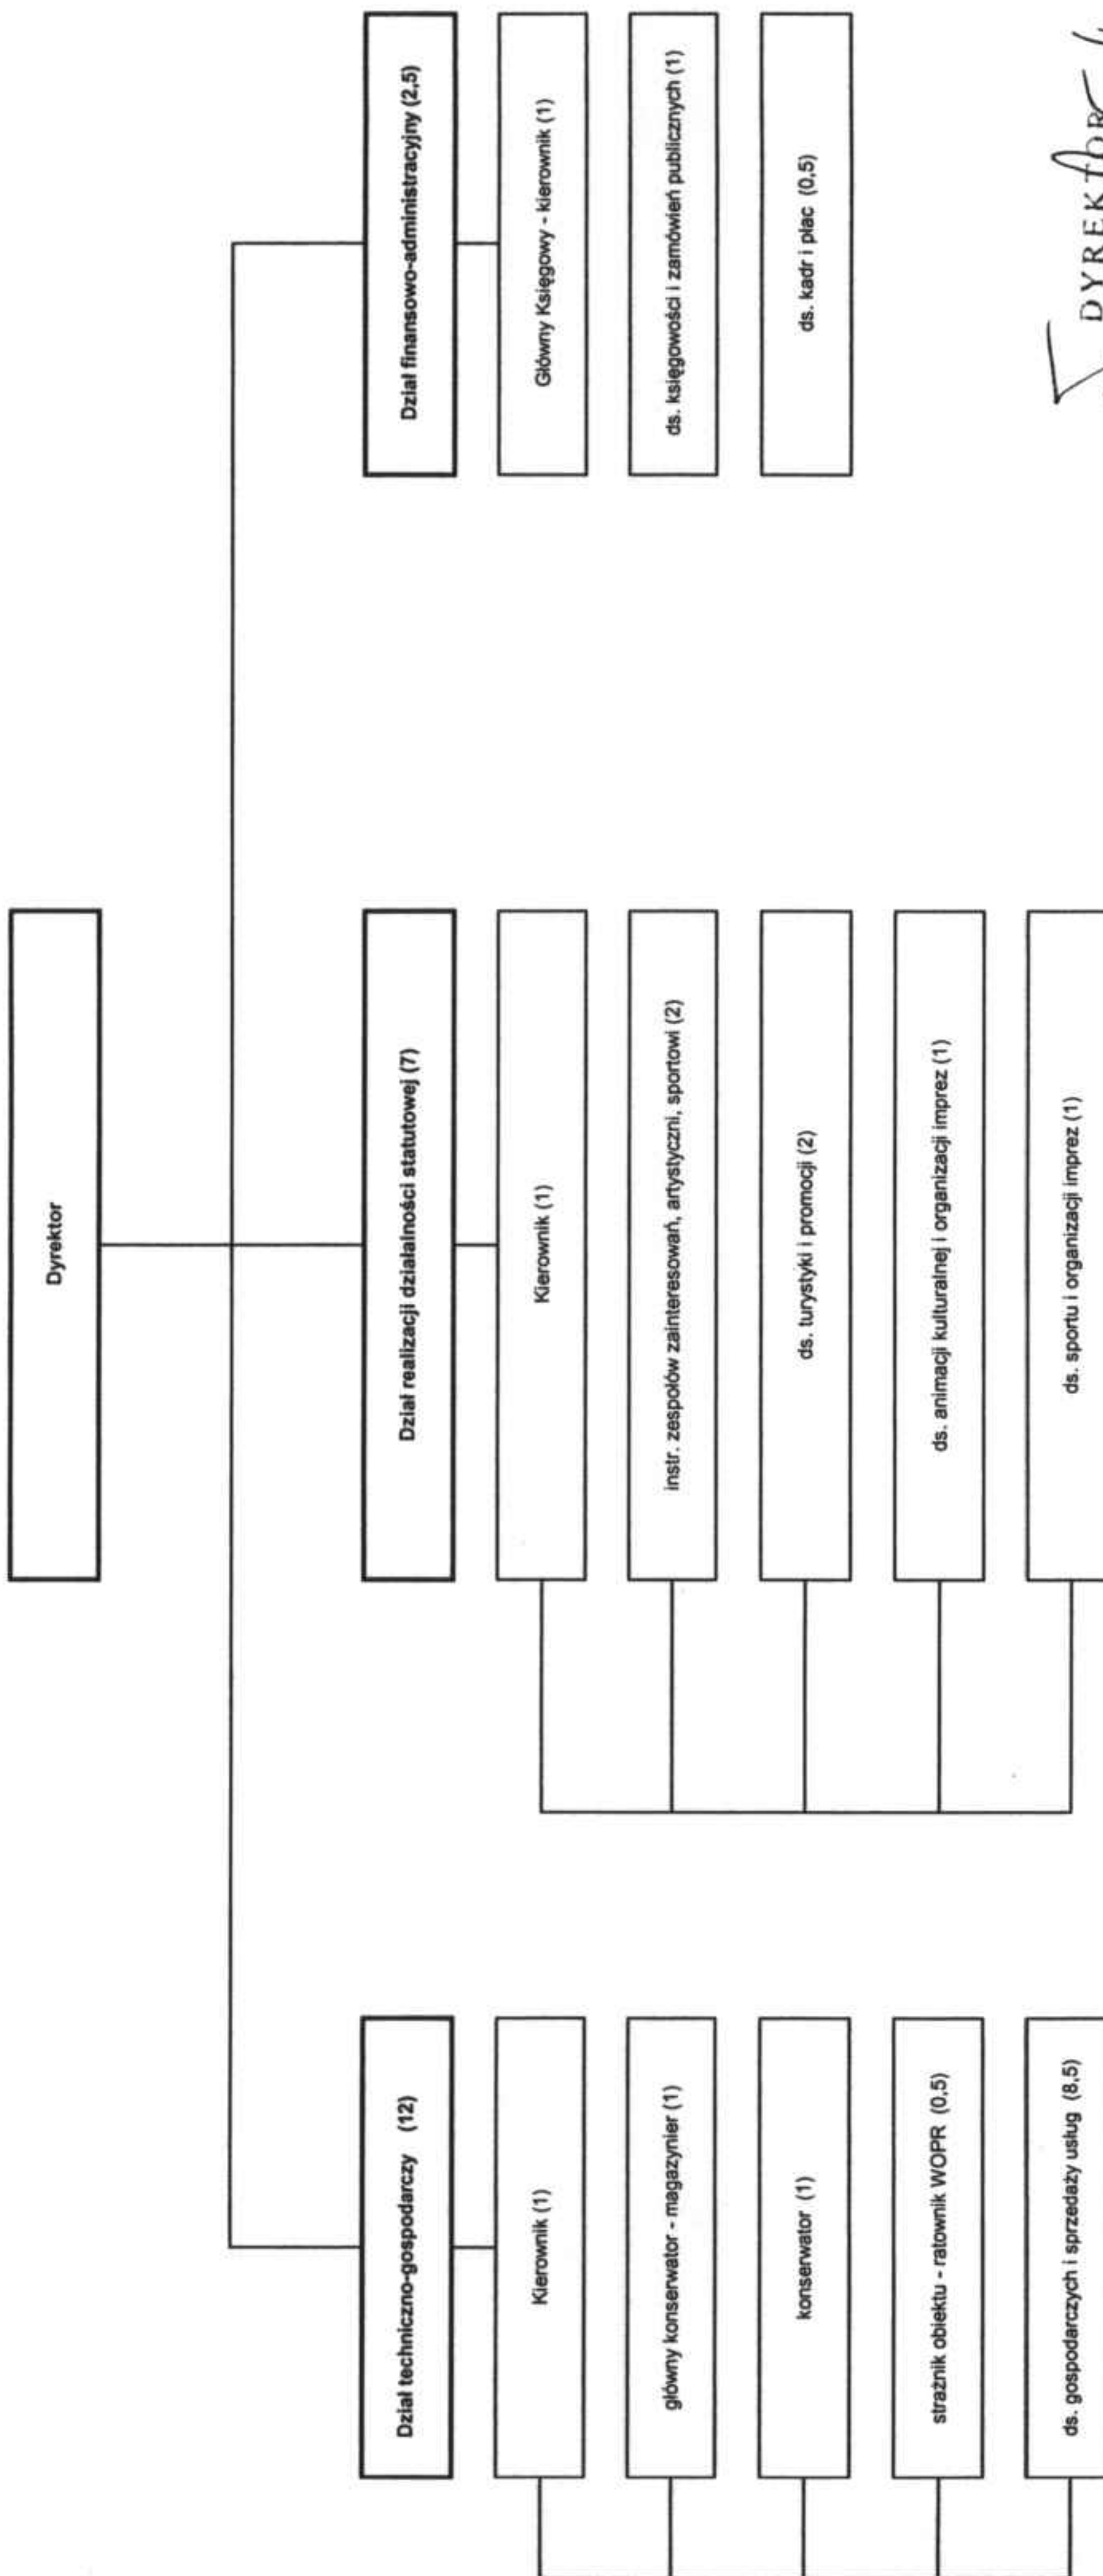 Dyrektor
Dział techniczno-gospodarczy (12)
Kierownik (1)
główny konserwator - magazynier (1)
konserwator (1)
strażnik obiektu - ratownik WOPR (0,5)
ds. gospodarczych i sprzedaży usług (8,5)
Dział realizacji działalności statutowej (7)
Kierownik (1)
instr. zespołów zainteresowań, artystyczni, sportowi (2)
ds. turystyki i promocji (2)
ds. animacji kulturalnej i organizacji imprez (1)
ds. sportu i organizacji imprez (1)
Dział finansowo-administracyjny (2,5)
Główny Księgowy - kierownik (1)
ds. księgowości i zamówień publicznych (1)
ds. kadr i płac (0,5)
DYREKTOR